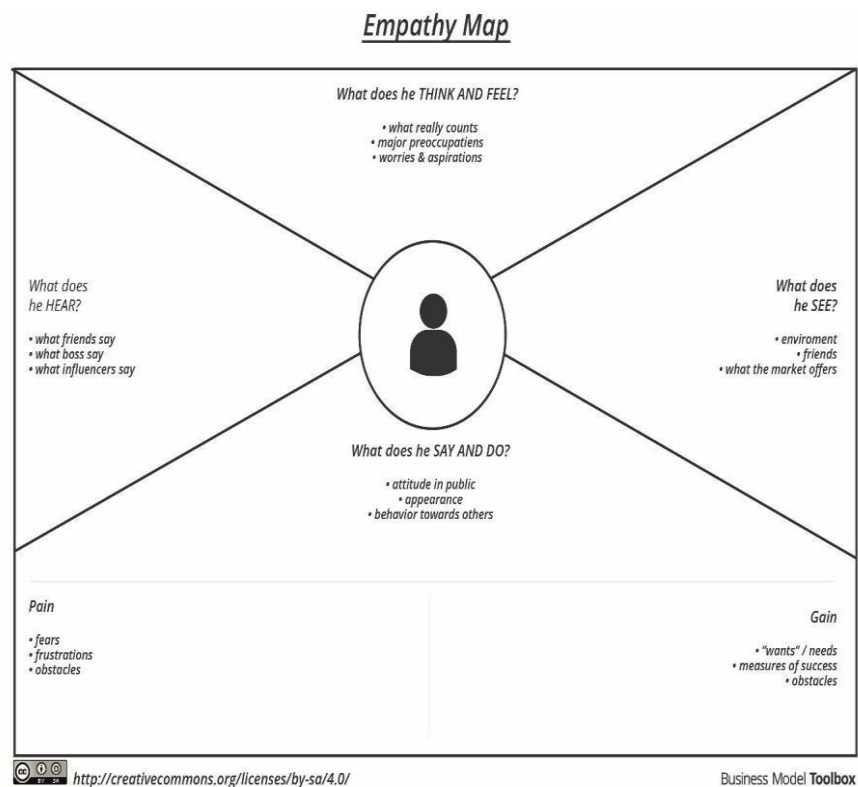 Empathy Map
What does he THINK AND FEEL?
• what really counts
• major preoccupatiens
• worries & aspirations
What does
he HEAR?
• what friends say
• what boss say
• what influencers say
What does
he SEE?
• enviroment
• friends
• what the market offers
What does he SAY AND DO?
• attitude in public
• appearance
• behavior towards others
Pain
• fears
• frustrations
• obstacles
Gain
• "wants" / needs
• measures of success
• obstacles
cc BY SA
http://creativecommons.org/licenses/by-sa/4.0/
Business Model Toolbox